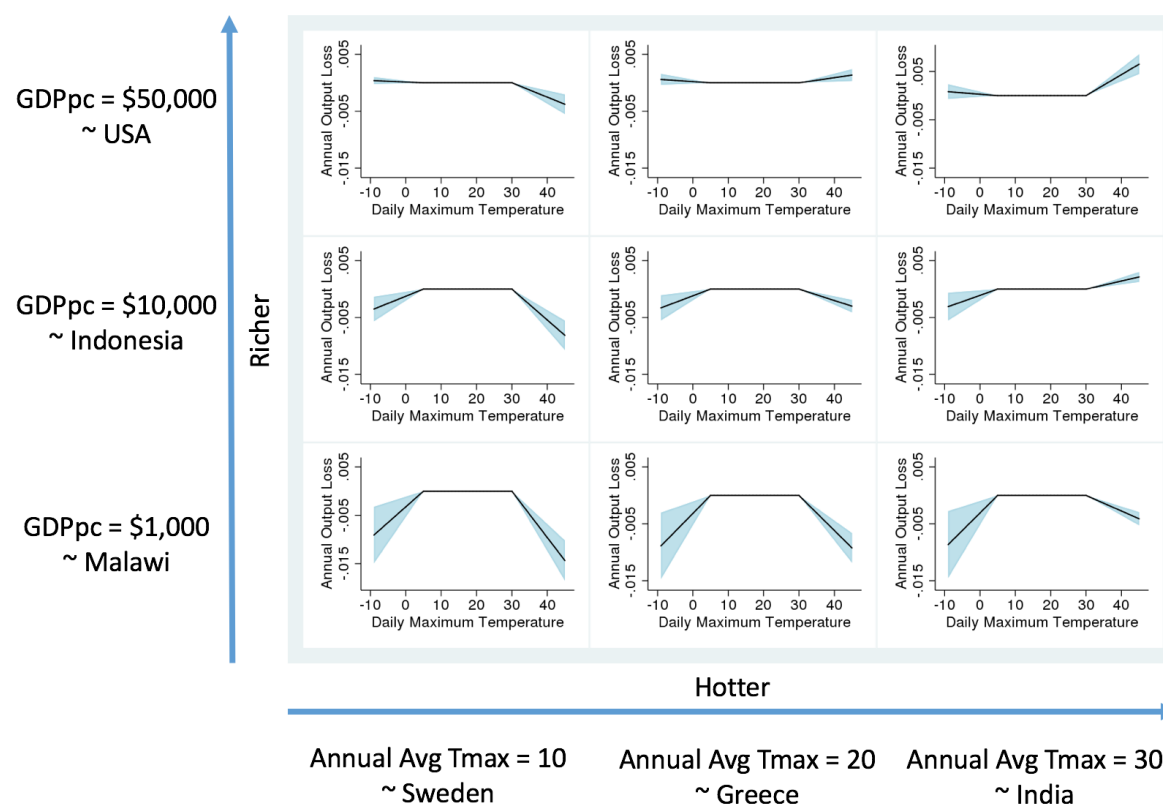 GDPpc = $50,000
~ USA
GDPpc = $10,000
~ Indonesia
GDPpc = $1,000
~ Malawi
Richer
Annual Output Loss
.005
-.005
-.015
-10 0 10 20 30 40
Daily Maximum Temperature
Annual Output Loss
.005
-.005
-.015
-10 0 10 20 30 40
Daily Maximum Temperature
Annual Output Loss
.005
-.005
-.015
-10 0 10 20 30 40
Daily Maximum Temperature
Annual Output Loss
.005
-.005
-.015
-10 0 10 20 30 40
Daily Maximum Temperature
Annual Output Loss
.005
-.005
-.015
-10 0 10 20 30 40
Daily Maximum Temperature
Annual Output Loss
.005
-.005
-.015
-10 0 10 20 30 40
Daily Maximum Temperature
Annual Output Loss
.005
-.005
-.015
-10 0 10 20 30 40
Daily Maximum Temperature
Annual Output Loss
.005
-.005
-.015
-10 0 10 20 30 40
Daily Maximum Temperature
Annual Output Loss
.005
-.005
-.015
-10 0 10 20 30 40
Daily Maximum Temperature
Hotter
Annual Avg Tmax = 10
~ Sweden
Annual Avg Tmax = 20
~ Greece
Annual Avg Tmax = 30
~ India